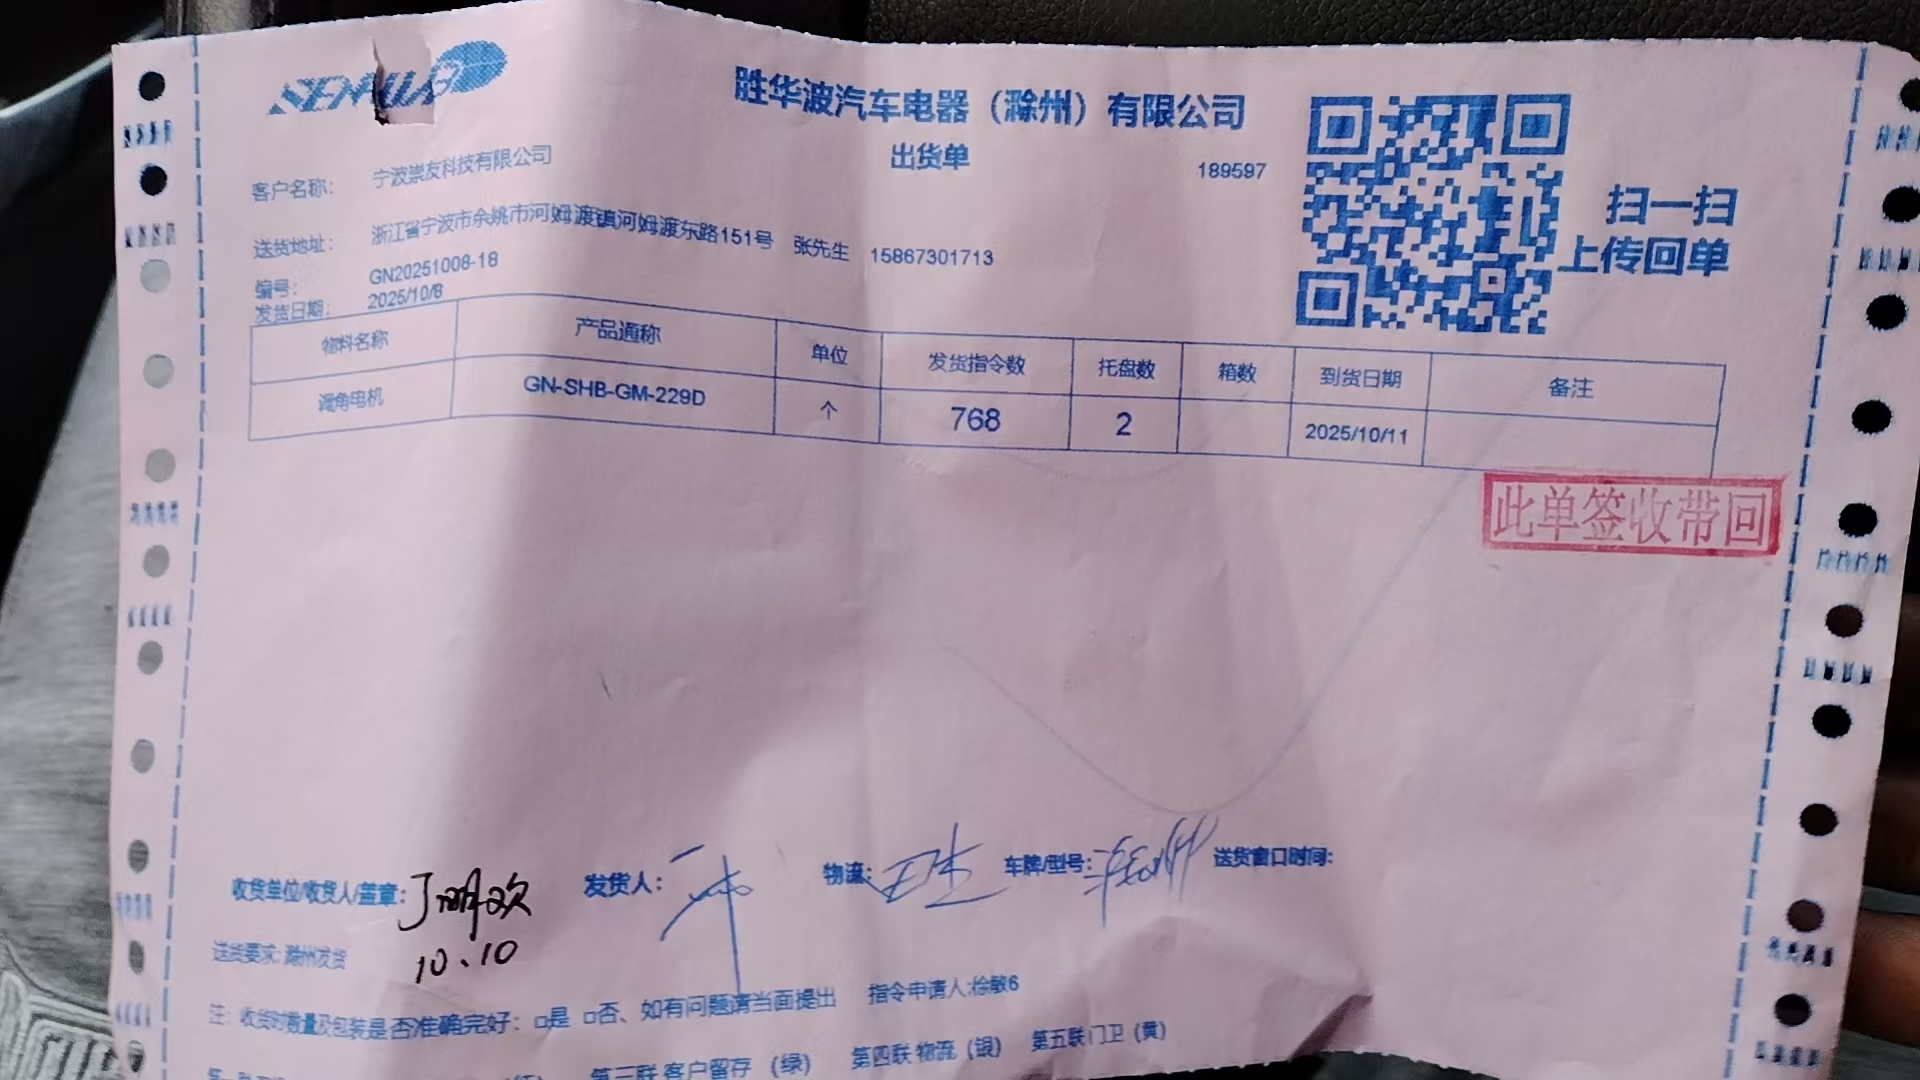 胜华波汽车电器（滁州）有限公司
出货单
189597
扫一扫
上传回单
客户名称： 宁波崇友科技有限公司
送货地址： 浙江省宁波市余姚市河姆渡镇河姆渡东路151号 张先生 15867301713
编号： GN20251008-18
发货日期： 2025/10/8
物料名称 产品通称 单位 发货指令数 托盘数 箱数 到货日期 备注
调角电机 GN-SHB-GM-229D 个 768 2 2025/10/11
此单签收带回
收货单位/收货人/盖章： 丁明欢 发货人： 物流： 车牌/型号： 送货窗口时间：
10.10
送货要求: 滁州发货
注：收货时数量及包装是否准确完好：□是 □否、如有问题请当面提出 指令申请人:徐敏6
第三联 客户留存 (绿) 第四联 物流 (银) 第五联 门卫 (黄)